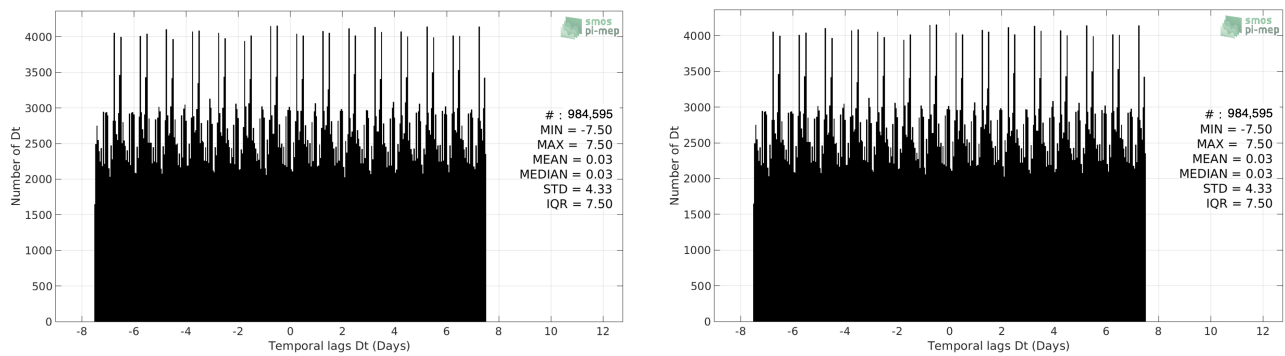 smos
pi-mep
4000
3500
3000
2500
2000
1500
1000
500
0
Number of Dt
# : 984,595
MIN = -7.50
MAX = 7.50
MEAN = 0.03
MEDIAN = 0.03
STD = 4.33
IQR = 7.50
-8 -6 -4 -2 0 2 4 6 8 10 12
Temporal lags Dt (Days)
smos
pi-mep
4000
3500
3000
2500
2000
1500
1000
500
0
Number of Dt
# : 984,595
MIN = -7.50
MAX = 7.50
MEAN = 0.03
MEDIAN = 0.03
STD = 4.33
IQR = 7.50
-8 -6 -4 -2 0 2 4 6 8 10 12
Temporal lags Dt (Days)